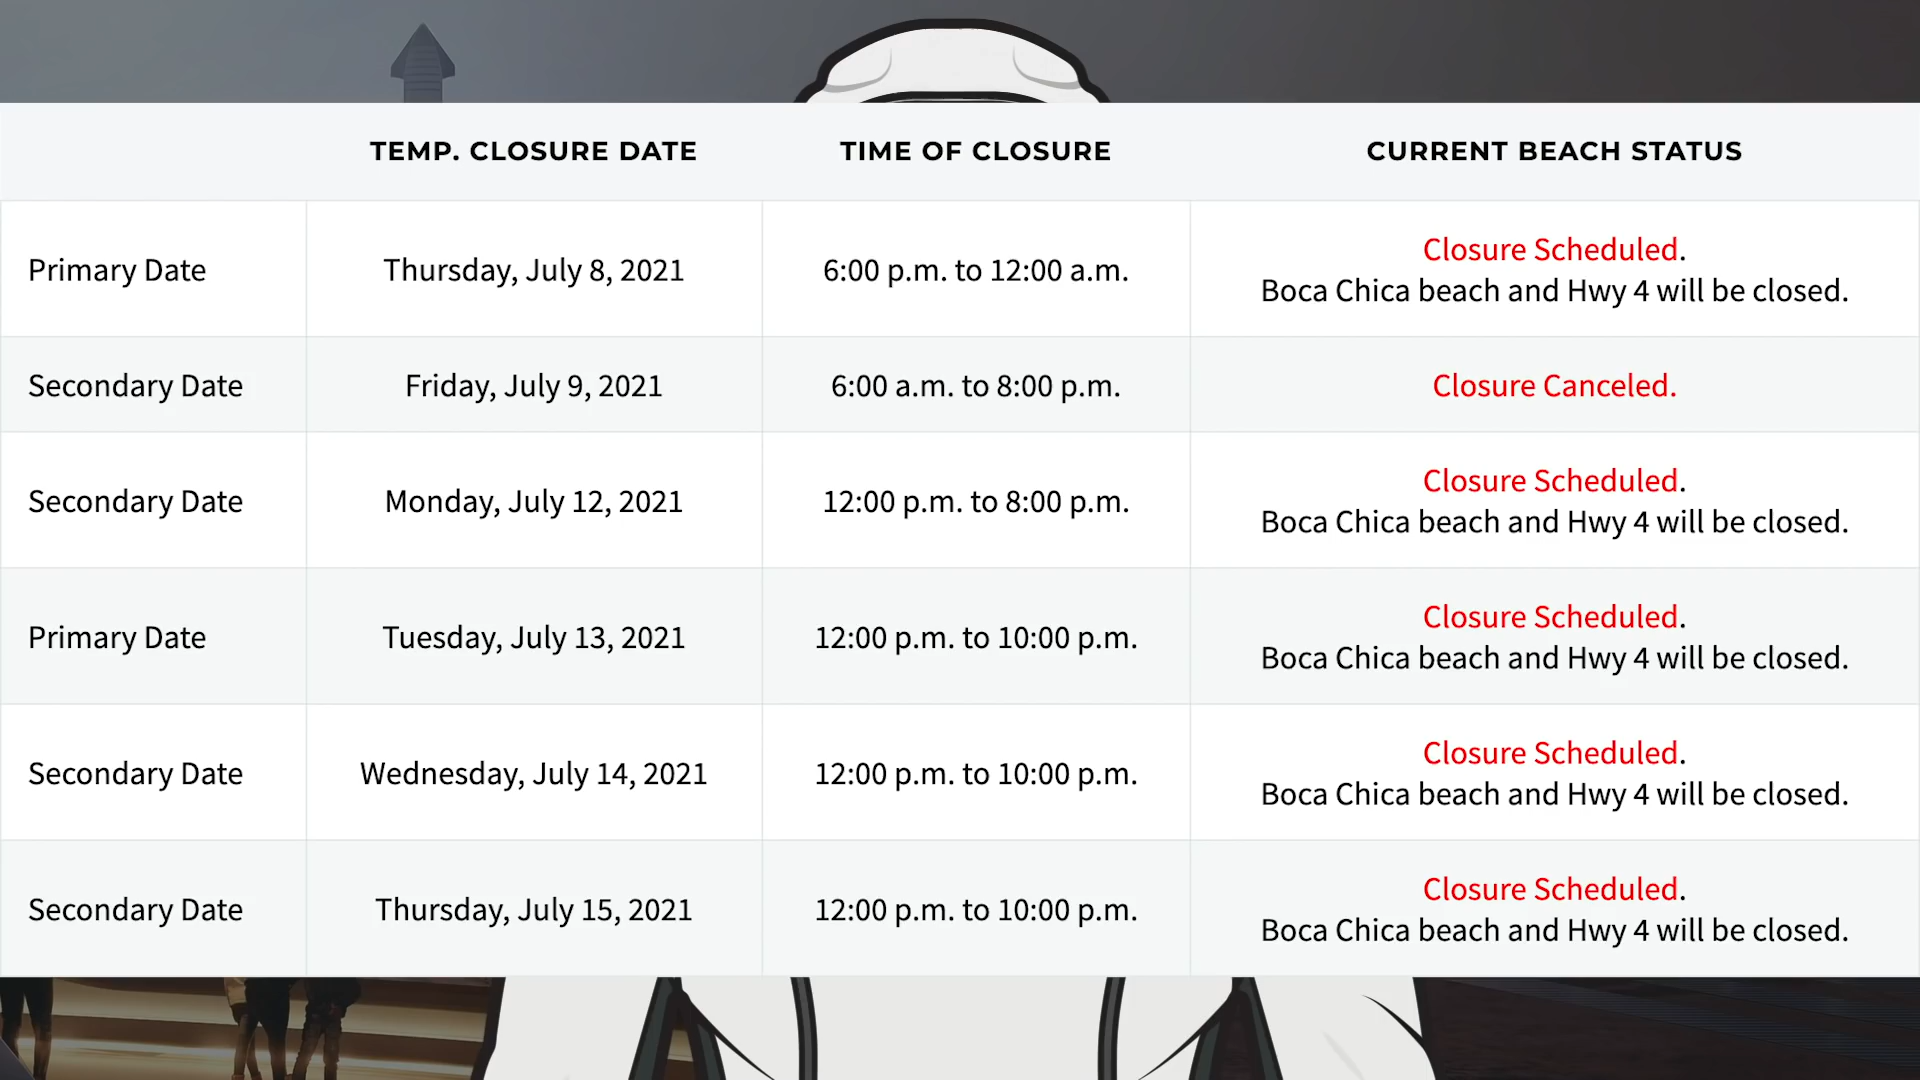 TEMP. CLOSURE DATE TIME OF CLOSURE CURRENT BEACH STATUS
Primary Date Thursday, July 8, 2021 6:00 p.m. to 12:00 a.m. Closure Scheduled.
Boca Chica beach and Hwy 4 will be closed.
Secondary Date Friday, July 9, 2021 6:00 a.m. to 8:00 p.m. Closure Canceled.
Secondary Date Monday, July 12, 2021 12:00 p.m. to 8:00 p.m. Closure Scheduled.
Boca Chica beach and Hwy 4 will be closed.
Primary Date Tuesday, July 13, 2021 12:00 p.m. to 10:00 p.m. Closure Scheduled.
Boca Chica beach and Hwy 4 will be closed.
Secondary Date Wednesday, July 14, 2021 12:00 p.m. to 10:00 p.m. Closure Scheduled.
Boca Chica beach and Hwy 4 will be closed.
Secondary Date Thursday, July 15, 2021 12:00 p.m. to 10:00 p.m. Closure Scheduled.
Boca Chica beach and Hwy 4 will be closed.